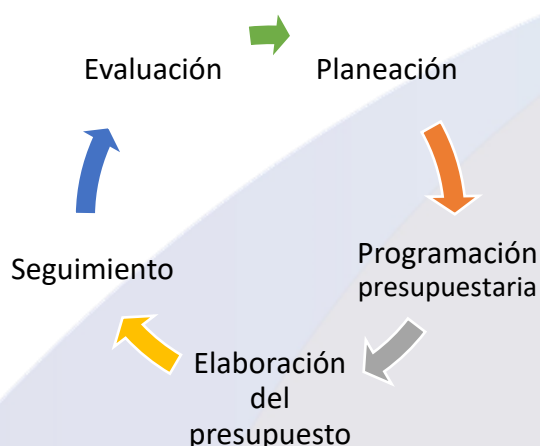 Evaluación
Planeación
Programación
presupuestaria
Elaboración
del
presupuesto
Seguimiento